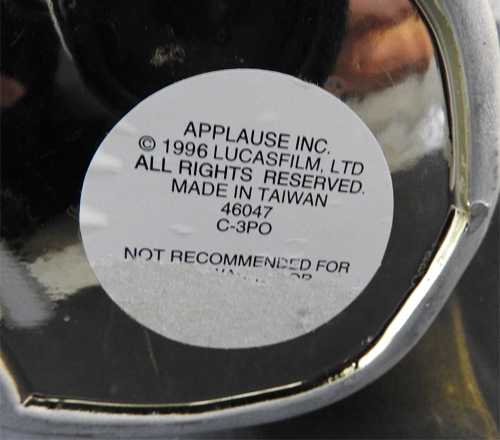 APPLAUSE INC.
© 1996 LUCASFILM, LTD
ALL RIGHTS RESERVED.
MADE IN TAIWAN
46047
C-3PO
NOT RECOMMENDED FOR